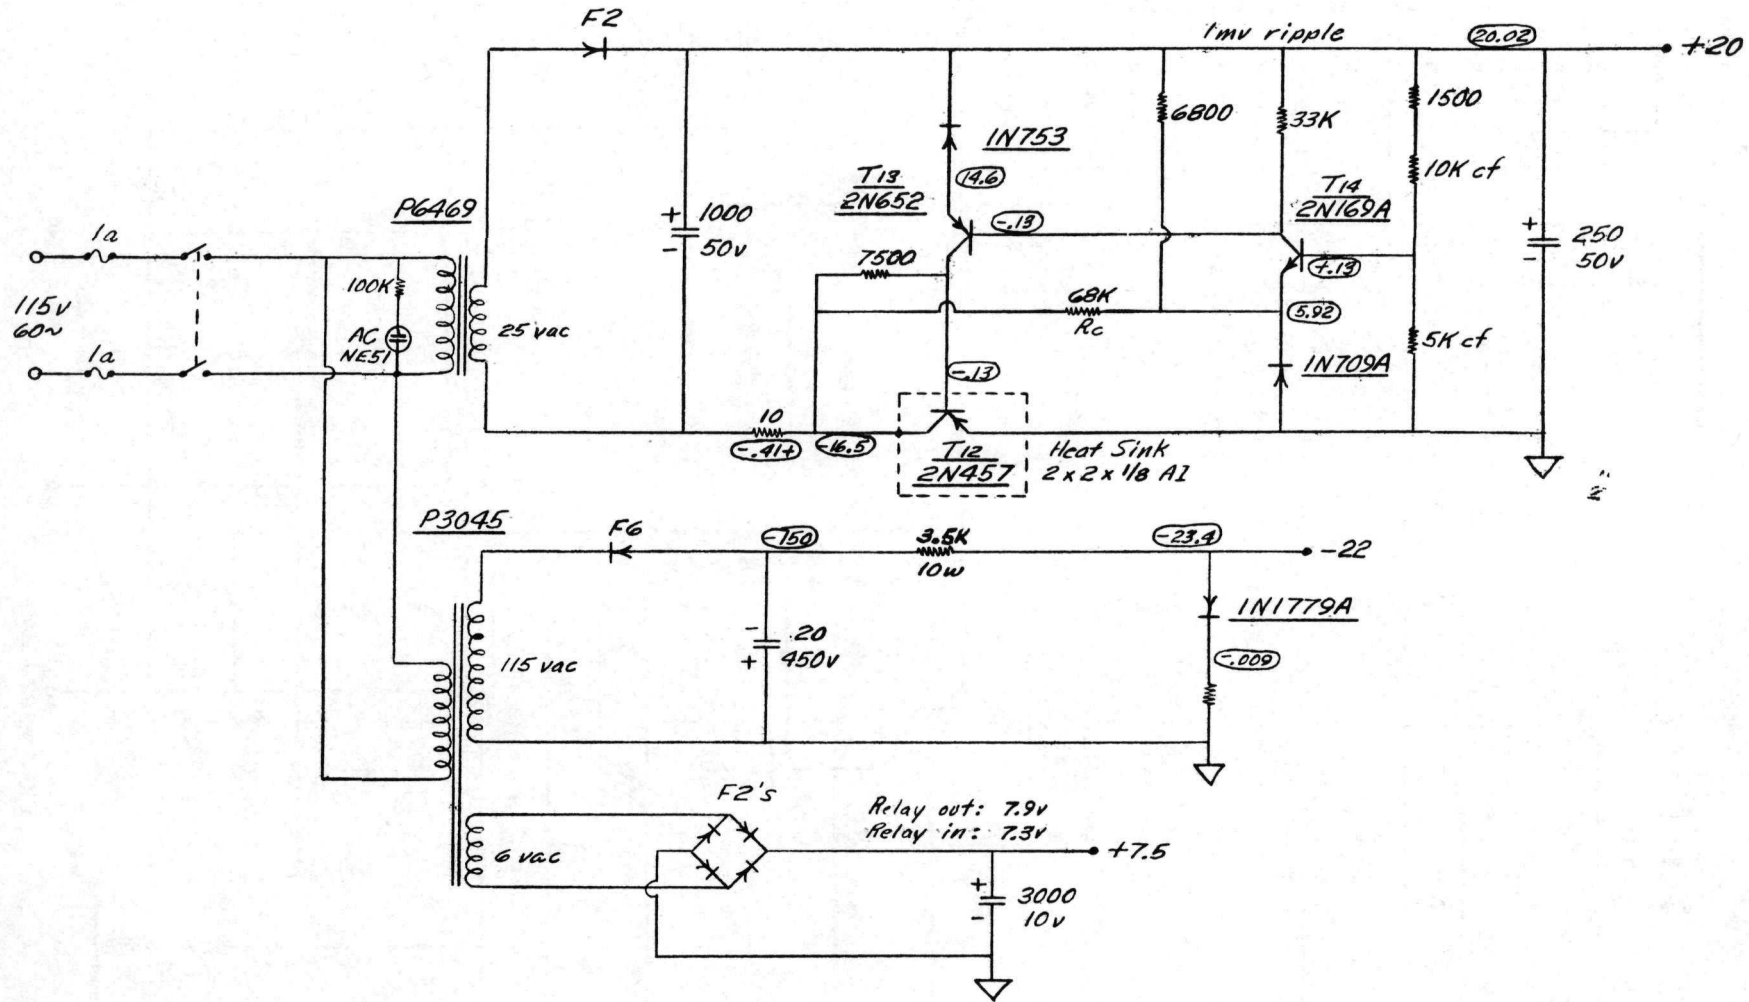 F2
1mv ripple
20.02
+20
1N753
6800
33K
1500
10K cf
14.6
T13
2N652
T14
2N169A
P6469
-.13
+.13
1a
1000
50v
250
50v
7500
100K
68K
Rc
5.92
5K cf
115v
60~
AC
NE51
25 vac
-.13
1N709A
10
-.41+
-16.5
T12
2N457
Heat Sink
2 x 2 x 1/8 Al
1a
P3045
F6
-150
3.5K
10w
-23.4
-22
1N1779A
20
450v
115 vac
-.009
F2's
Relay out: 7.9v
Relay in: 7.3v
6 vac
+7.5
3000
10v